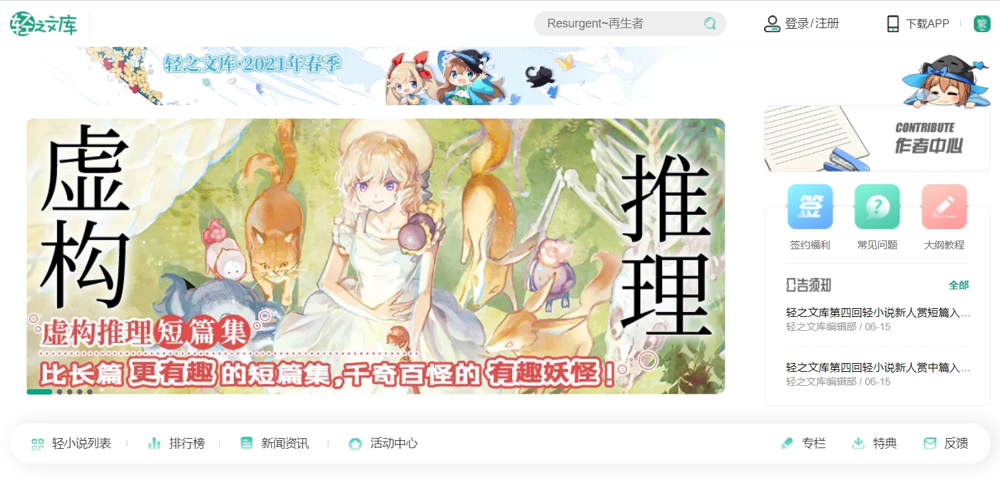 轻之文库
Resurgent~再生者
登录/注册
下载APP
繁
轻之文库·2021年春季
虚构
推理
虚构推理短篇集
比长篇更有趣的短篇集,千奇百怪的有趣妖怪!
CONTRIBUTE
作者中心
签
?
签约福利
常见问题
大纲教程
公告须知
全部
轻之文库第四回轻小说新人赏短篇入...
轻之文库编辑部 / 06-15
轻之文库第四回轻小说新人赏中篇入...
轻之文库编辑部 / 06-15
轻小说列表
排行榜
新闻资讯
活动中心
专栏
特典
反馈